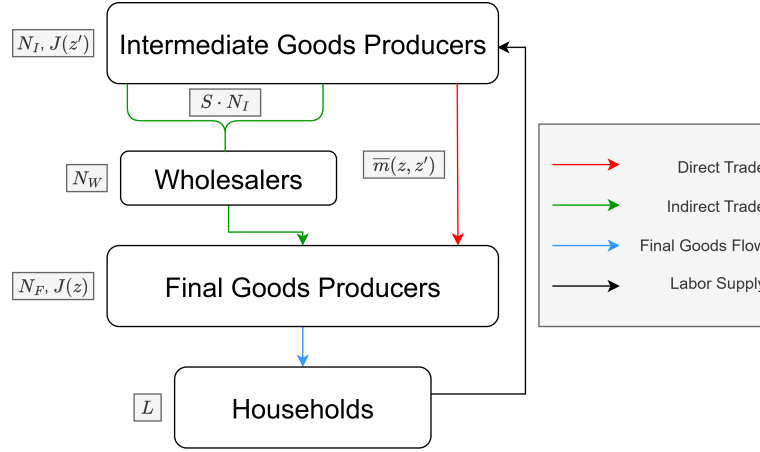 N_I, J(z')
Intermediate Goods Producers
S · N_I
N_W
Wholesalers
m̅(z, z')
Direct Trade
Indirect Trade
Final Goods Flow
Labor Supply
N_F, J(z)
Final Goods Producers
L
Households